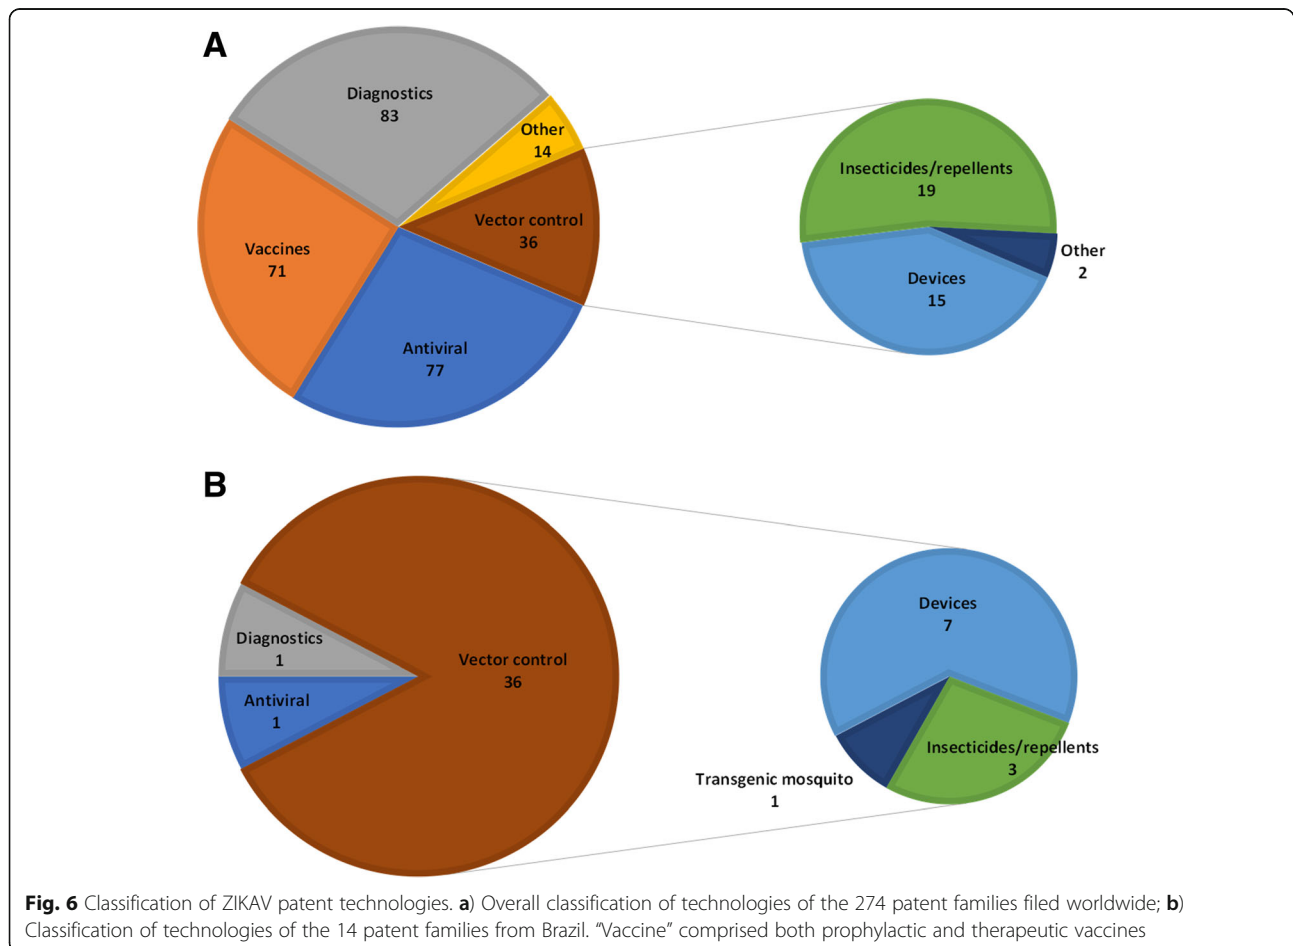 A
Diagnostics
83
Other
14
Vector control
36
Vaccines
71
Antiviral
77
Insecticides/repellents
19
Other
2
Devices
15
B
Diagnostics
1
Antiviral
1
Vector control
36
Devices
7
Insecticides/repellents
3
Transgenic mosquito
1
Fig. 6 Classification of ZIKAV patent technologies. a) Overall classification of technologies of the 274 patent families filed worldwide; b)
Classification of technologies of the 14 patent families from Brazil. “Vaccine” comprised both prophylactic and therapeutic vaccines